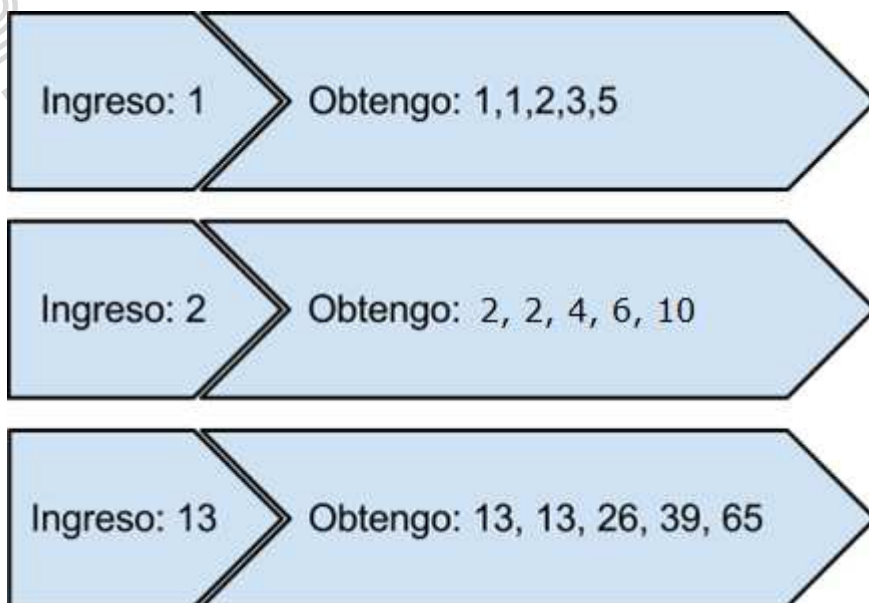 Ingreso: 1
Obtengo: 1,1,2,3,5
Ingreso: 2
Obtengo: 2, 2, 4, 6, 10
Ingreso: 13
Obtengo: 13, 13, 26, 39, 65